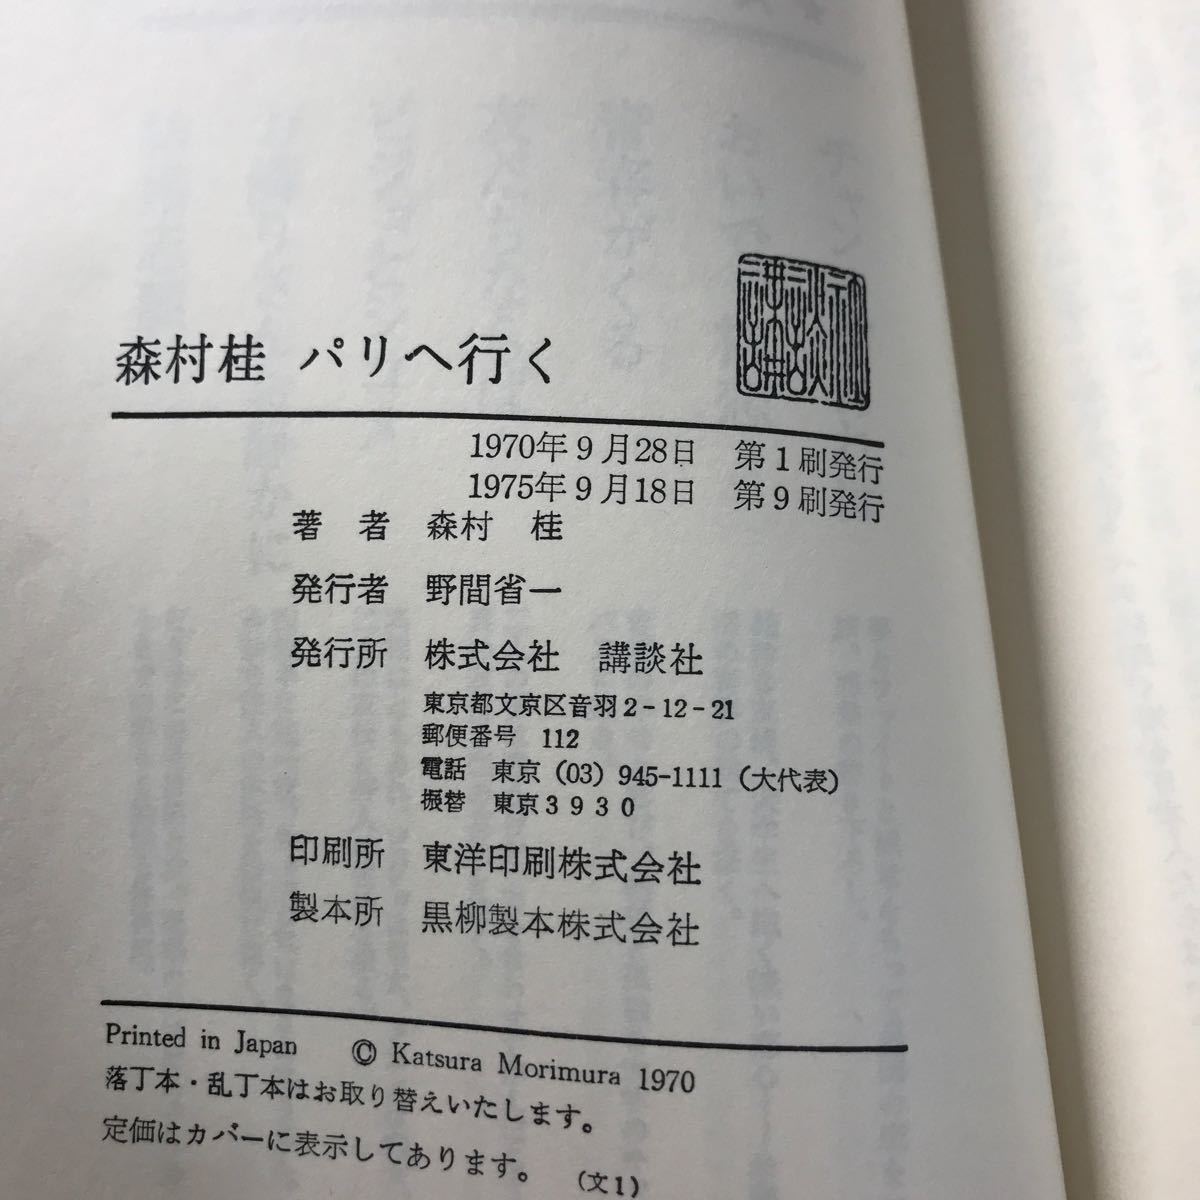 森村桂 パリへ行く
1970年9月28日 第1刷発行
1975年9月18日 第9刷発行
著 者 森村 桂
発行者 野間省一
発行所 株式会社 講談社
東京都文京区音羽2-12-21
郵便番号 112
電話 東京 (03) 945-1111 (大代表)
振替 東京3930
印刷所 東洋印刷株式会社
製本所 黒柳製本株式会社
Printed in Japan © Katsura Morimura 1970
落丁本・乱丁本はお取り替えいたします。
定価はカバーに表示してあります。 (文1)